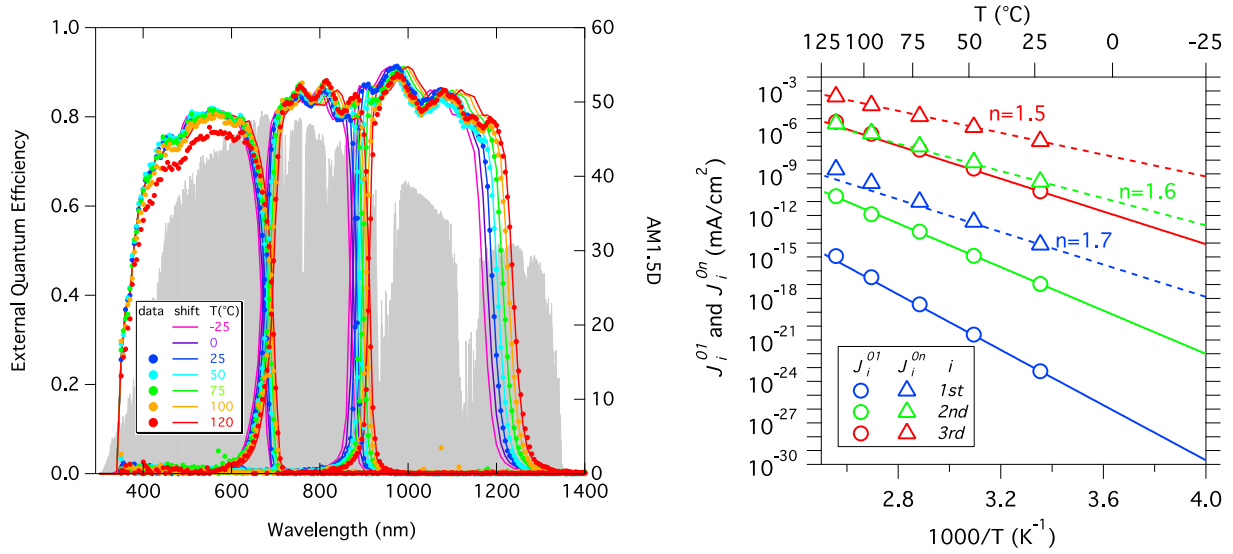 1.0
0.8
0.6
0.4
0.2
0.0
External Quantum Efficiency
60
50
40
30
20
10
0
AM1.5D
400 600 800 1000 1200 1400
Wavelength (nm)
data shift T(°C)
-25
0
25
50
75
100
120
T (°C)
125 100 75 50 25 0 -25
10^-3
10^-6
10^-9
10^-12
10^-15
10^-18
10^-21
10^-24
10^-27
10^-30
J_i^01 and J_i^0n (mA/cm²)
n=1.5
n=1.6
n=1.7
J_i^01 J_i^0n i
1st
2nd
3rd
2.8 3.2 3.6 4.0
1000/T (K^-1)